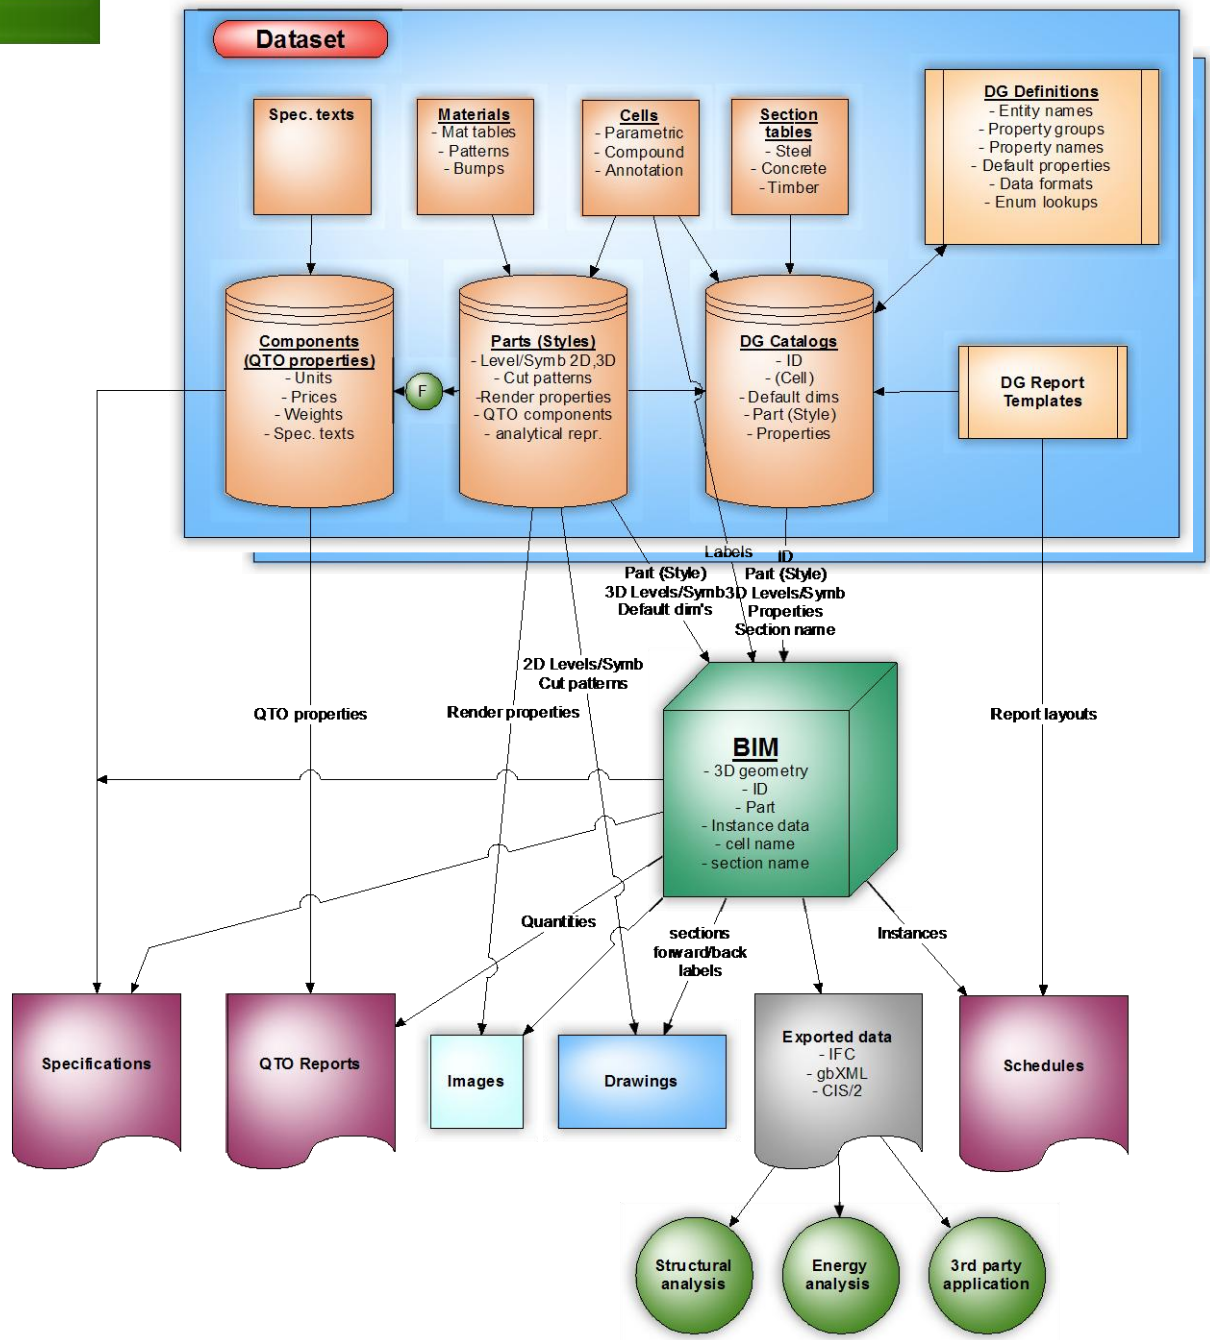 Dataset
Spec. texts
Materials
- Mat tables
- Patterns
- Bumps
Cells
- Parametric
- Compound
- Annotation
Section
tables
- Steel
- Concrete
- Timber
DG Definitions
- Entity names
- Property groups
- Property names
- Default properties
- Data formats
- Enum lookups
Components
(QTO properties)
- Units
- Prices
- Weights
- Spec. texts
F
Parts (Styles)
- Level/Symb 2D,3D
- Cut patterns
-Render properties
- QTO components
- analytical repr.
DG Catalogs
- ID
- (Cell)
- Default dims
- Part (Style)
- Properties
DG Report
Templates
Labels
Part (Style)
3D Levels/Symb
Default dim's
ID
Part (Style)
3D Levels/Symb
Properties
Section name
2D Levels/Symb
Cut patterns
QTO properties
Render properties
Report layouts
BIM
- 3D geometry
- ID
- Part
- Instance data
- cell name
- section name
Quantities
sections
forward/back
labels
Instances
Specifications
QTO Reports
Images
Drawings
Exported data
- IFC
- gbXML
- CIS/2
Schedules
Structural
analysis
Energy
analysis
3rd party
application